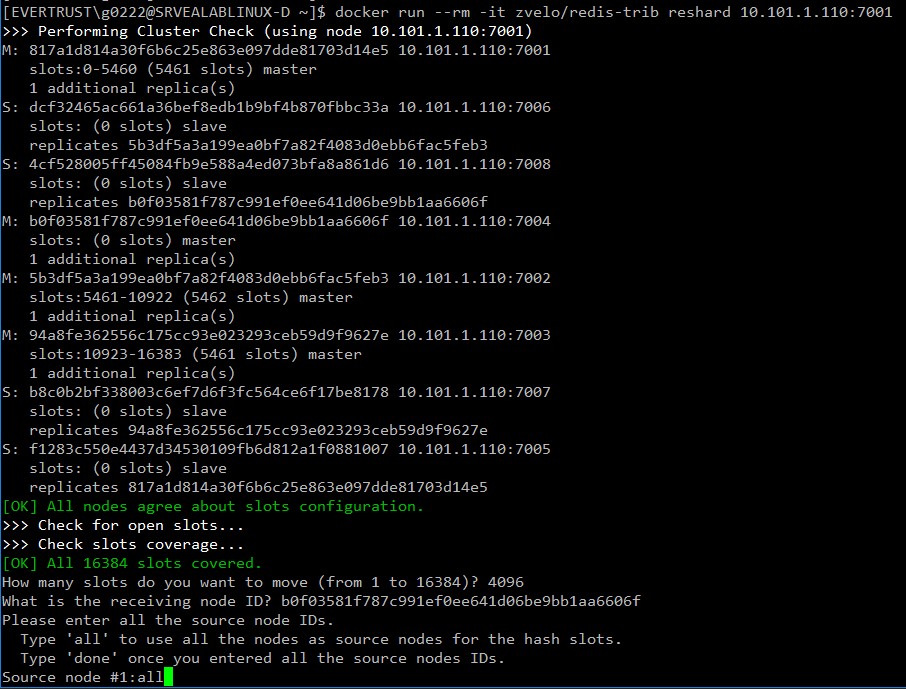 [EVERTRUST\g0222@SRVEALABLINUX-D ~]$ docker run --rm -it zvelo/redis-trib reshard 10.101.1.110:7001
>>> Performing Cluster Check (using node 10.101.1.110:7001)
M: 817a1d814a30f6b6c25e863e097dde81703d14e5 10.101.1.110:7001
   slots:0-5460 (5461 slots) master
   1 additional replica(s)
S: dcf32465ac661a36bef8edb1b9bf4b870fbbc33a 10.101.1.110:7006
   slots: (0 slots) slave
   replicates 5b3df5a3a199ea0bf7a82f4083d0ebb6fac5feb3
S: 4cf528005ff45084fb9e588a4ed073bfa8a861d6 10.101.1.110:7008
   slots: (0 slots) slave
   replicates b0f03581f787c991ef0ee641d06be9bb1aa6606f
M: b0f03581f787c991ef0ee641d06be9bb1aa6606f 10.101.1.110:7004
   slots: (0 slots) master
   1 additional replica(s)
M: 5b3df5a3a199ea0bf7a82f4083d0ebb6fac5feb3 10.101.1.110:7002
   slots:5461-10922 (5462 slots) master
   1 additional replica(s)
M: 94a8fe362556c175cc93e023293ceb59d9f9627e 10.101.1.110:7003
   slots:10923-16383 (5461 slots) master
   1 additional replica(s)
S: b8c0b2bf338003c6ef7d6f3fc564ce6f17be8178 10.101.1.110:7007
   slots: (0 slots) slave
   replicates 94a8fe362556c175cc93e023293ceb59d9f9627e
S: f1283c550e4437d34530109fb6d812a1f0881007 10.101.1.110:7005
   slots: (0 slots) slave
   replicates 817a1d814a30f6b6c25e863e097dde81703d14e5
[OK] All nodes agree about slots configuration.
>>> Check for open slots...
>>> Check slots coverage...
[OK] All 16384 slots covered.
How many slots do you want to move (from 1 to 16384)? 4096
What is the receiving node ID? b0f03581f787c991ef0ee641d06be9bb1aa6606f
Please enter all the source node IDs.
  Type 'all' to use all the nodes as source nodes for the hash slots.
  Type 'done' once you entered all the source nodes IDs.
Source node #1:all